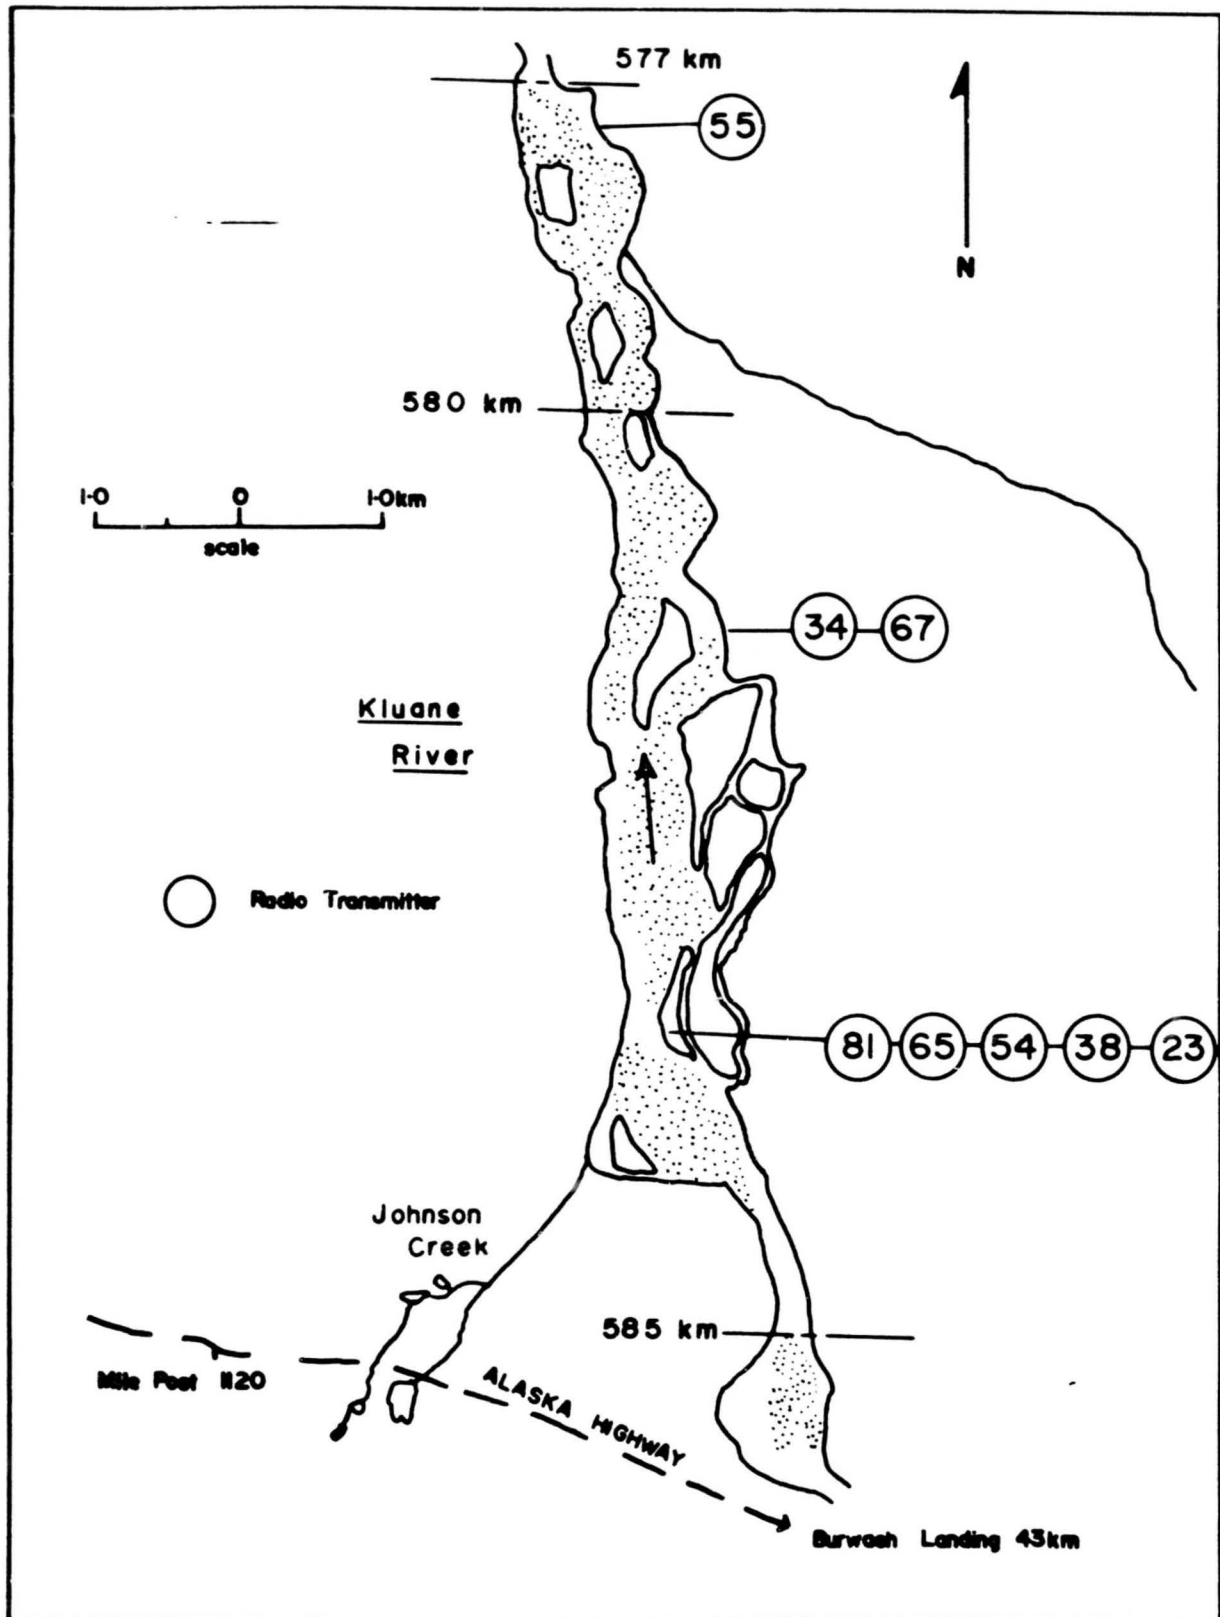 577 km
55
N
580 km
1·0 0 1·0km
scale
34 67
Kluane
River
Radio Transmitter
81 65 54 38 23
Johnson
Creek
585 km
Mile Post 1120
ALASKA HIGHWAY
Burwash Landing 43km